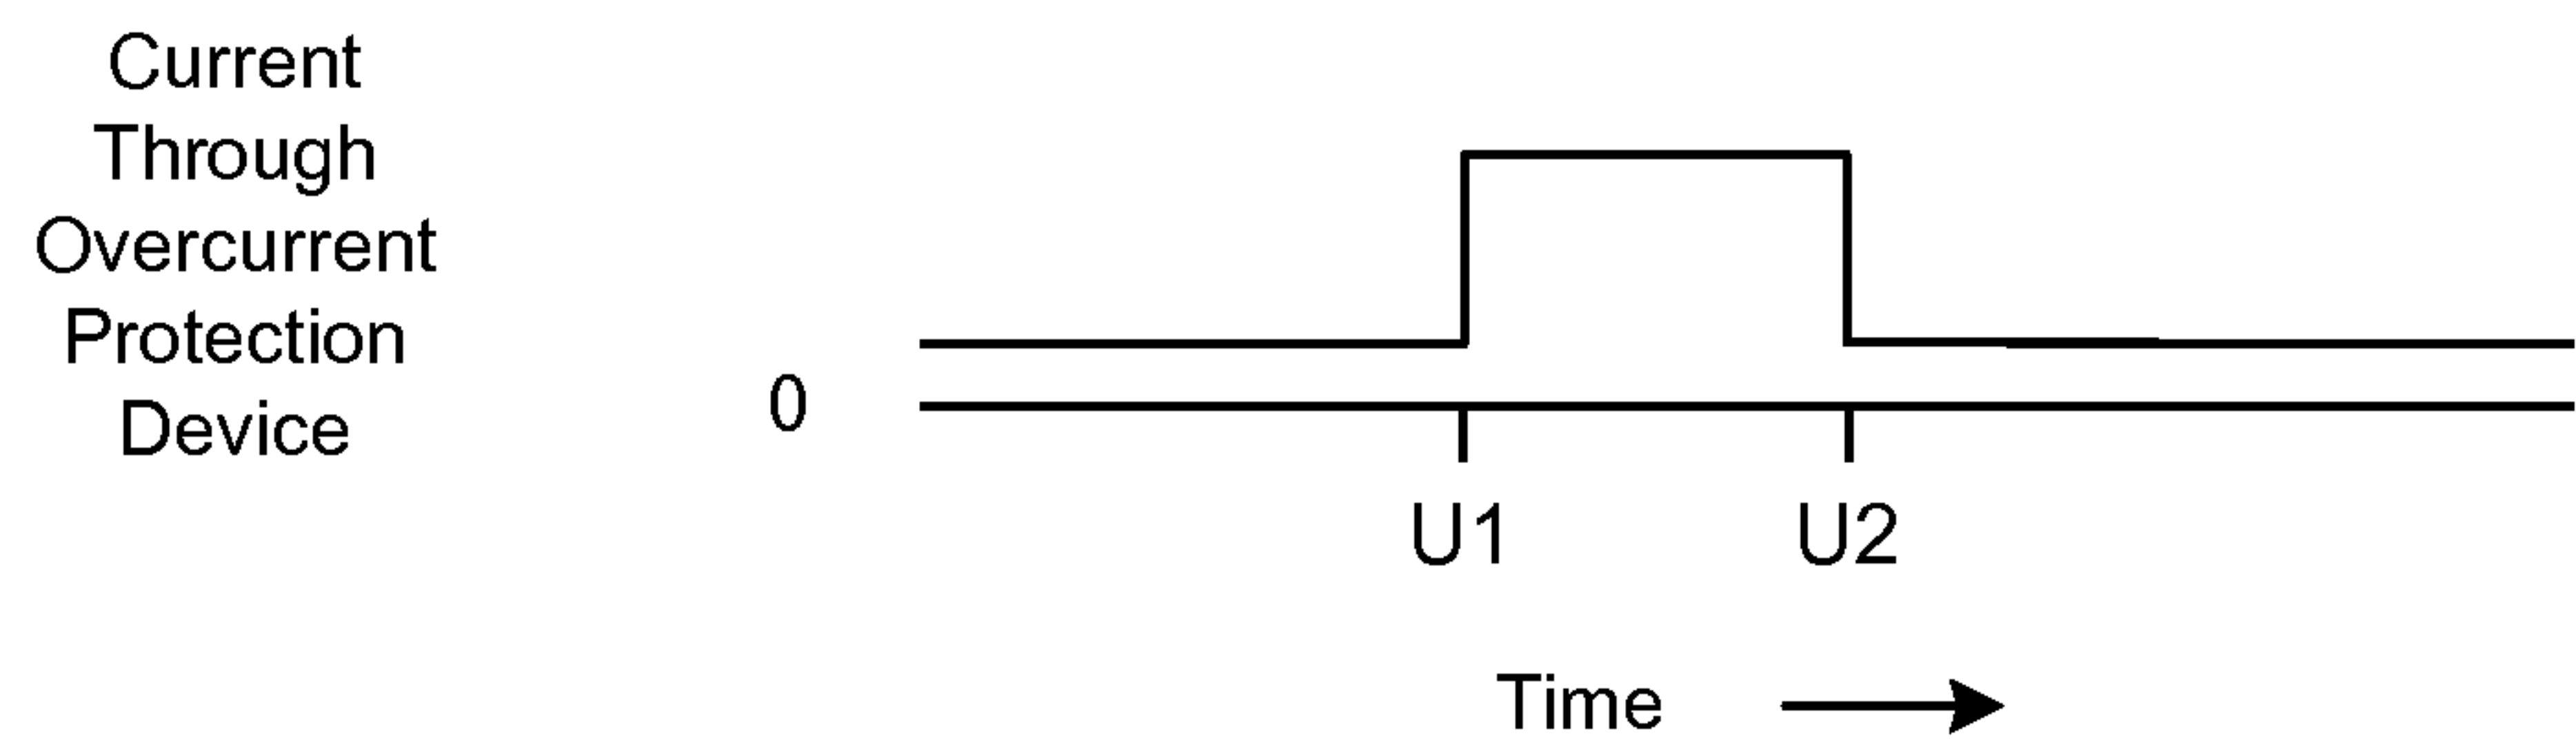 Current
Through
Overcurrent
Protection
Device
0
U1 U2
Time